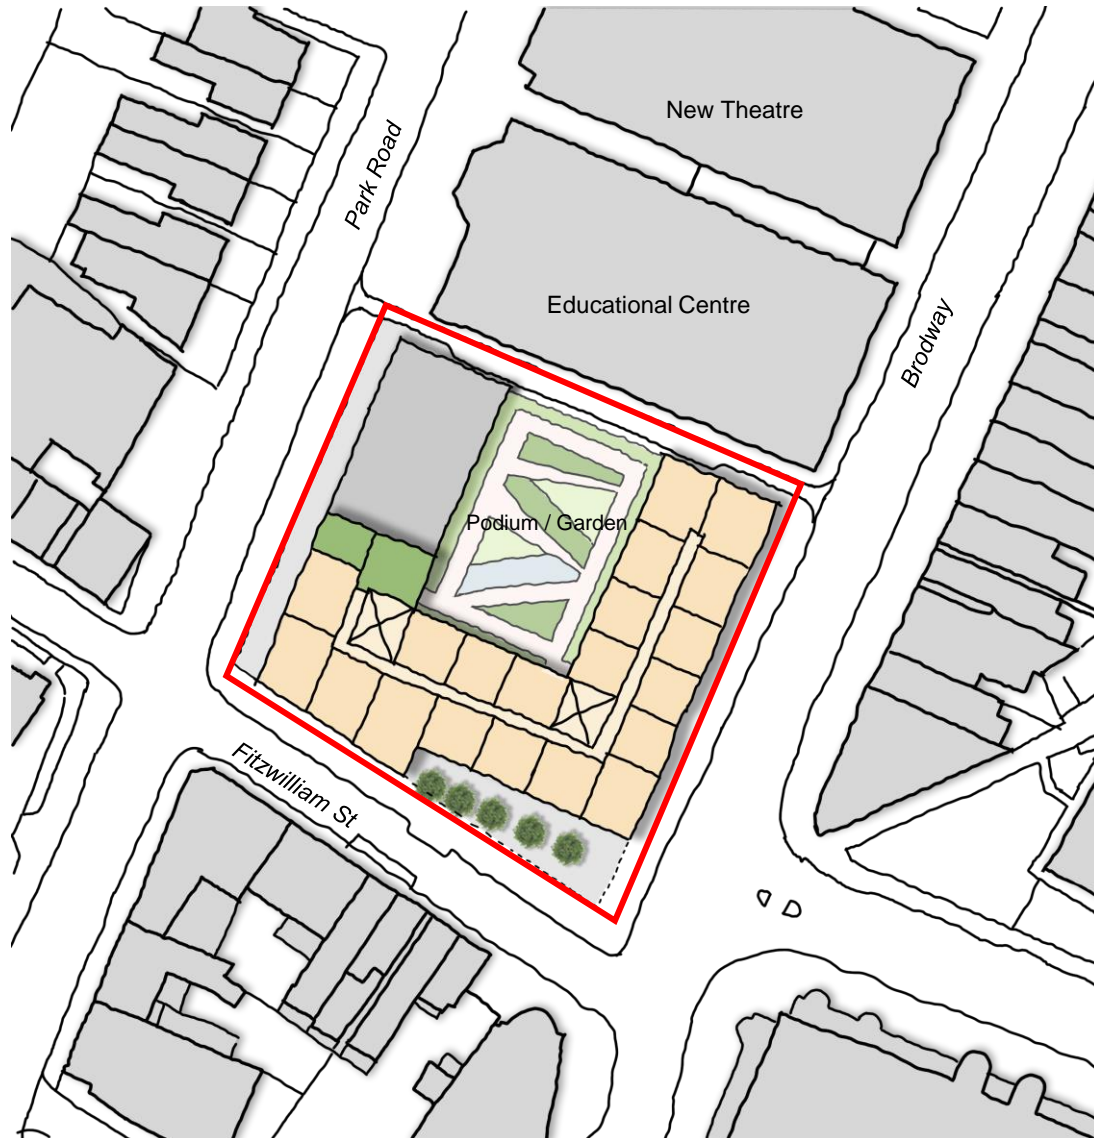 New Theatre
Park Road
Educational Centre
Brodway
Podium / Garden
Fitzwilliam St